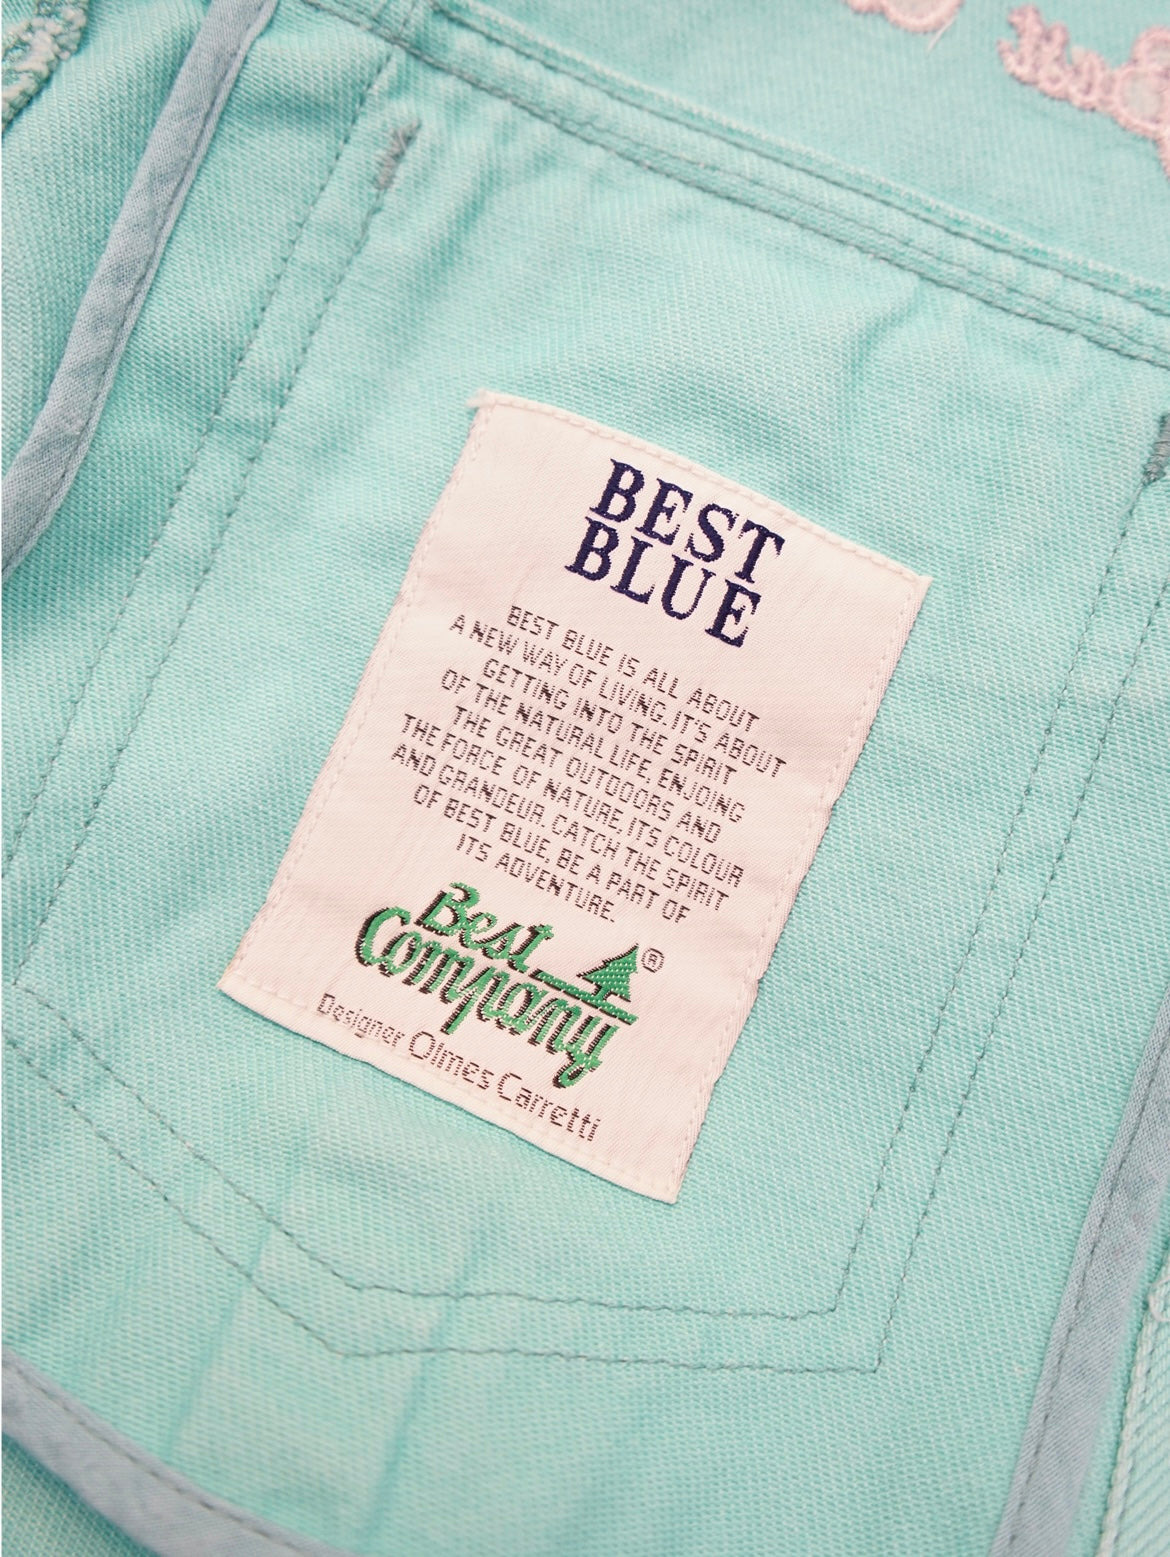 BEST
BLUE
BEST BLUE IS ALL ABOUT
A NEW WAY OF LIVING. IT'S ABOUT
GETTING INTO THE SPIRIT
OF THE NATURAL LIFE, ENJOING
THE GREAT OUTDOORS AND
THE FORCE OF NATURE, ITS COLOUR
AND GRANDEUR. CATCH THE SPIRIT
OF BEST BLUE, BE A PART OF
ITS ADVENTURE.
Best ®
Company
Designer Olmes Carretti